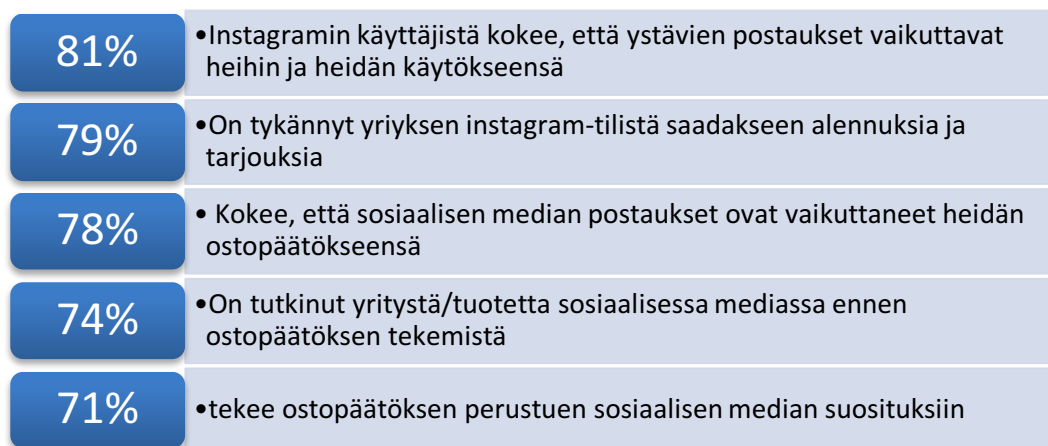 81%
•Instagramin käyttäjistä kokee, että ystävien postaukset vaikuttavat
heihin ja heidän käytökseensä
79%
•On tykännyt yriyksen instagram-tilistä saadakseen alennuksia ja
tarjouksia
78%
• Kokee, että sosiaalisen median postaukset ovat vaikuttaneet heidän
ostopäätökseensä
74%
•On tutkinut yritystä/tuotetta sosiaalisessa mediassa ennen
ostopäätöksen tekemistä
71%
•tekee ostopäätöksen perustuen sosiaalisen median suosituksiin